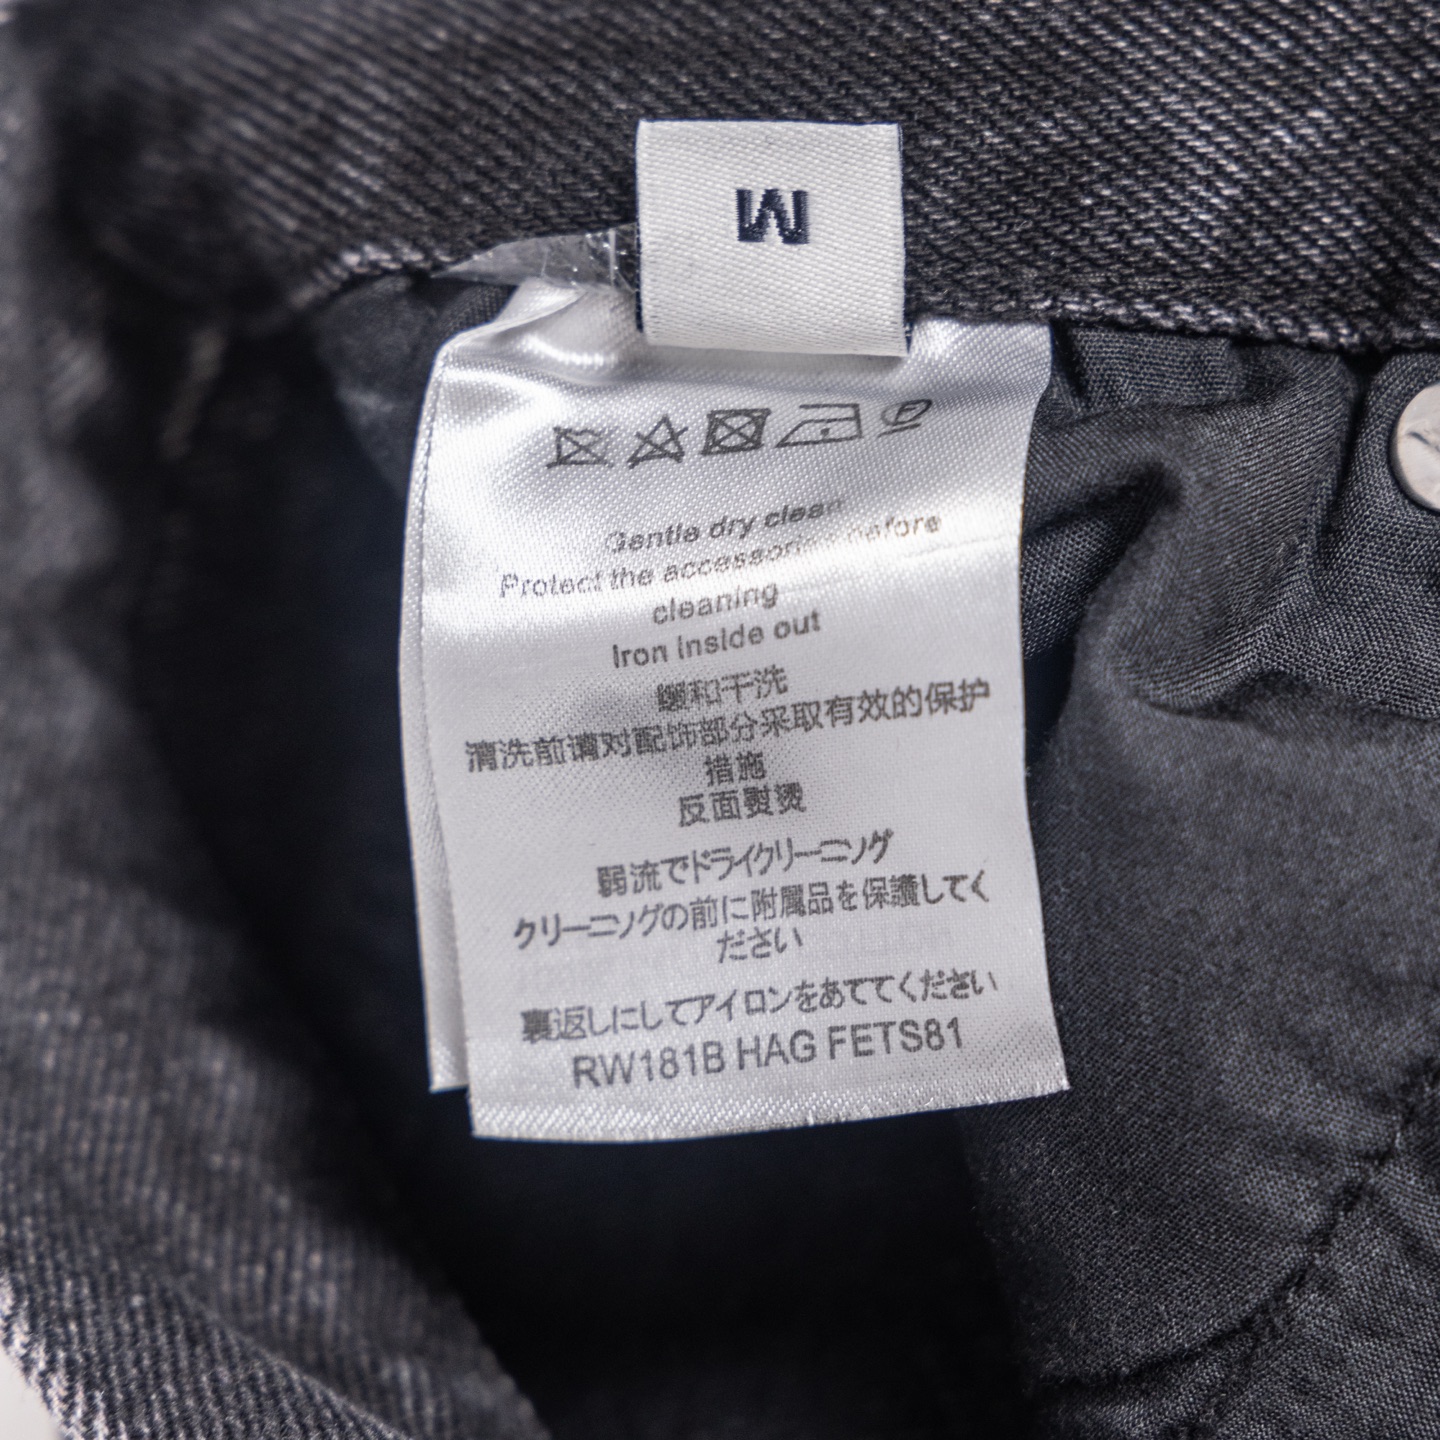 M
F
Gentle dry clean
Protect the accessories before
cleaning
Iron inside out
缓和干洗
清洗前请对配饰部分采取有效的保护
措施
反面熨烫
弱流でドライクリーニング
クリーニングの前に附属品を保護してく
ださい
裏返しにしてアイロンをあててください
RW181B HAG FETS81